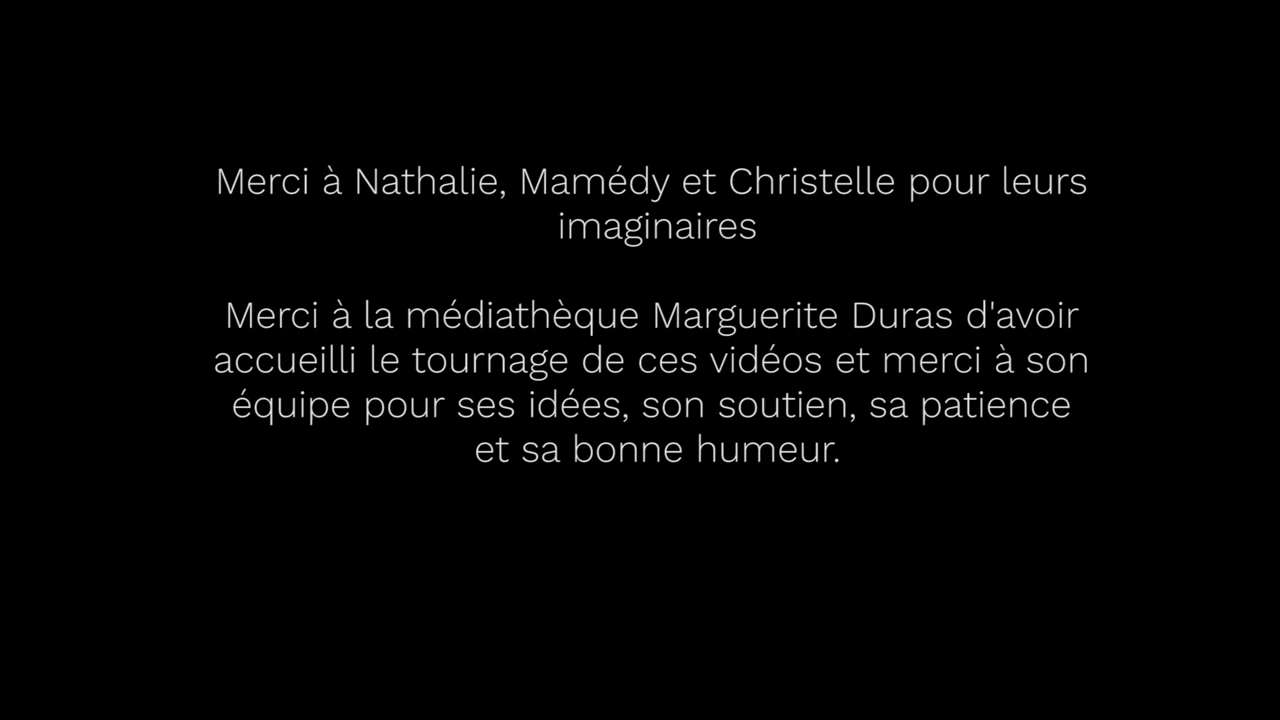 Merci à Nathalie, Mamédy et Christelle pour leurs
imaginaires
Merci à la médiathèque Marguerite Duras d'avoir
accueilli le tournage de ces vidéos et merci à son
équipe pour ses idées, son soutien, sa patience
et sa bonne humeur.